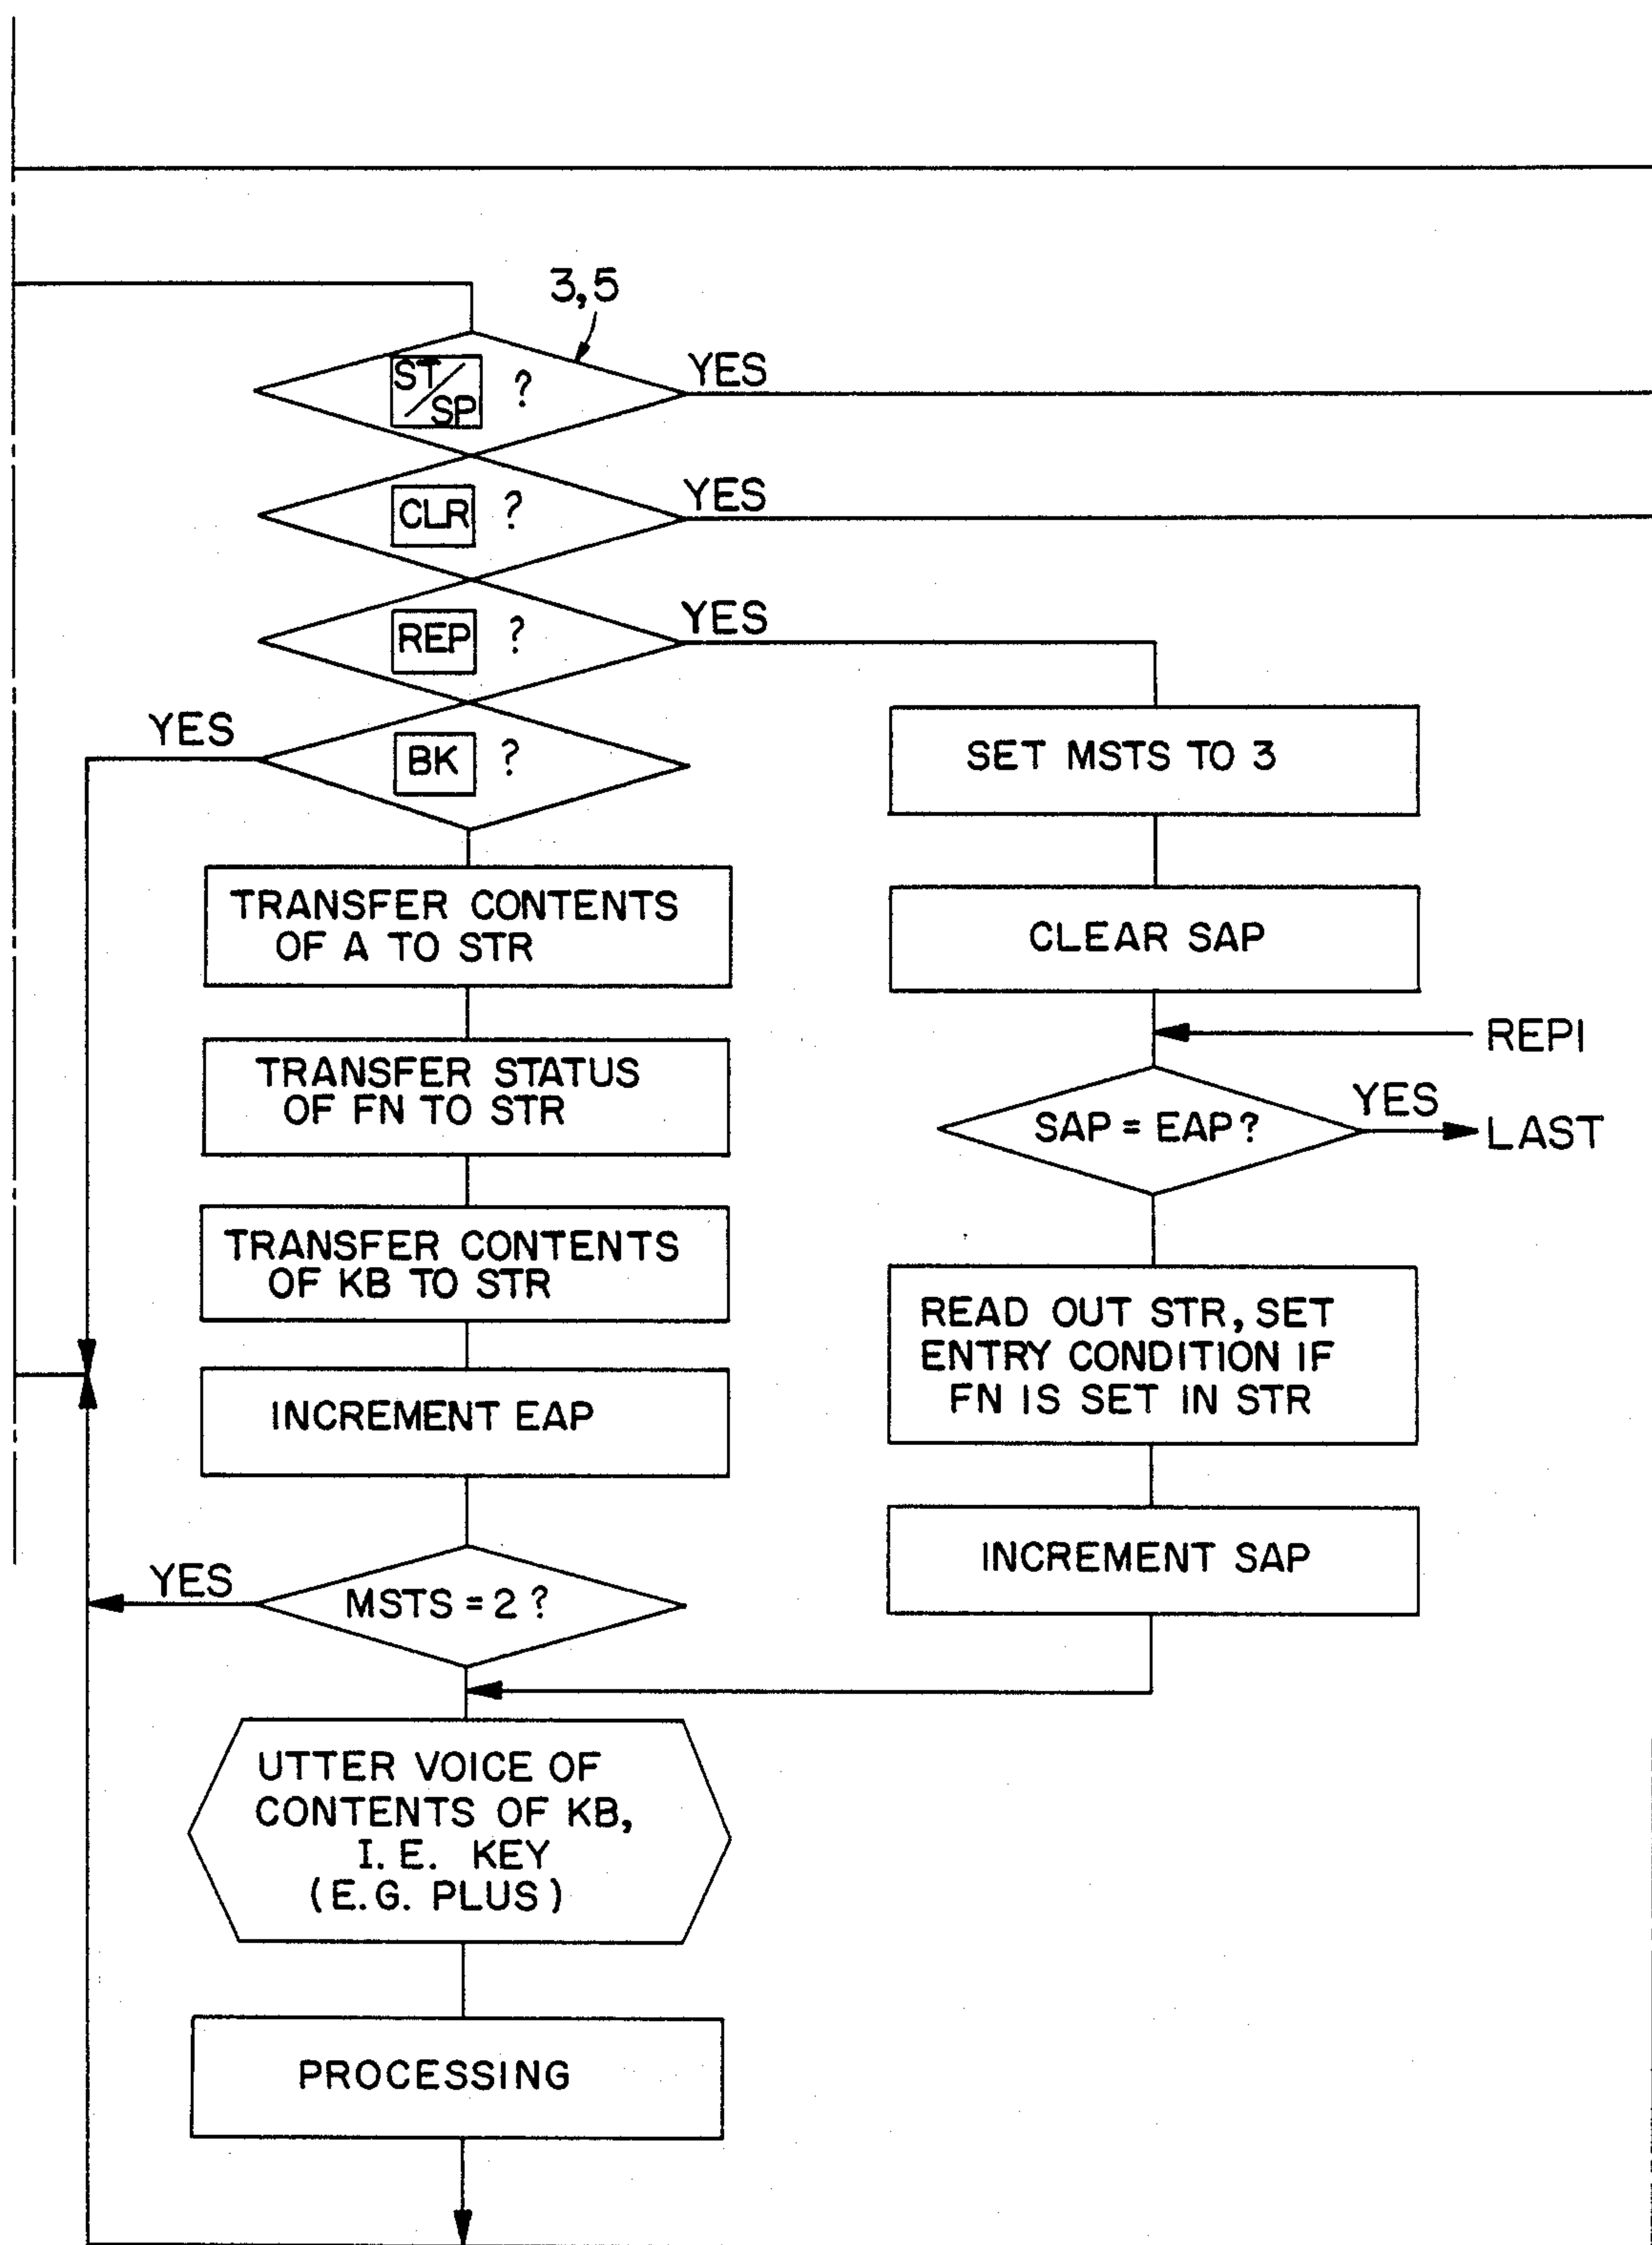 3,5
ST/SP ? YES
CLR ? YES
REP ? YES
YES BK ?
SET MSTS TO 3
TRANSFER CONTENTS
OF A TO STR
CLEAR SAP
REPI
TRANSFER STATUS
OF FN TO STR
SAP = EAP? YES
LAST
TRANSFER CONTENTS
OF KB TO STR
READ OUT STR, SET
ENTRY CONDITION IF
FN IS SET IN STR
INCREMENT EAP
INCREMENT SAP
YES MSTS = 2 ?
UTTER VOICE OF
CONTENTS OF KB,
I. E. KEY
(E.G. PLUS)
PROCESSING